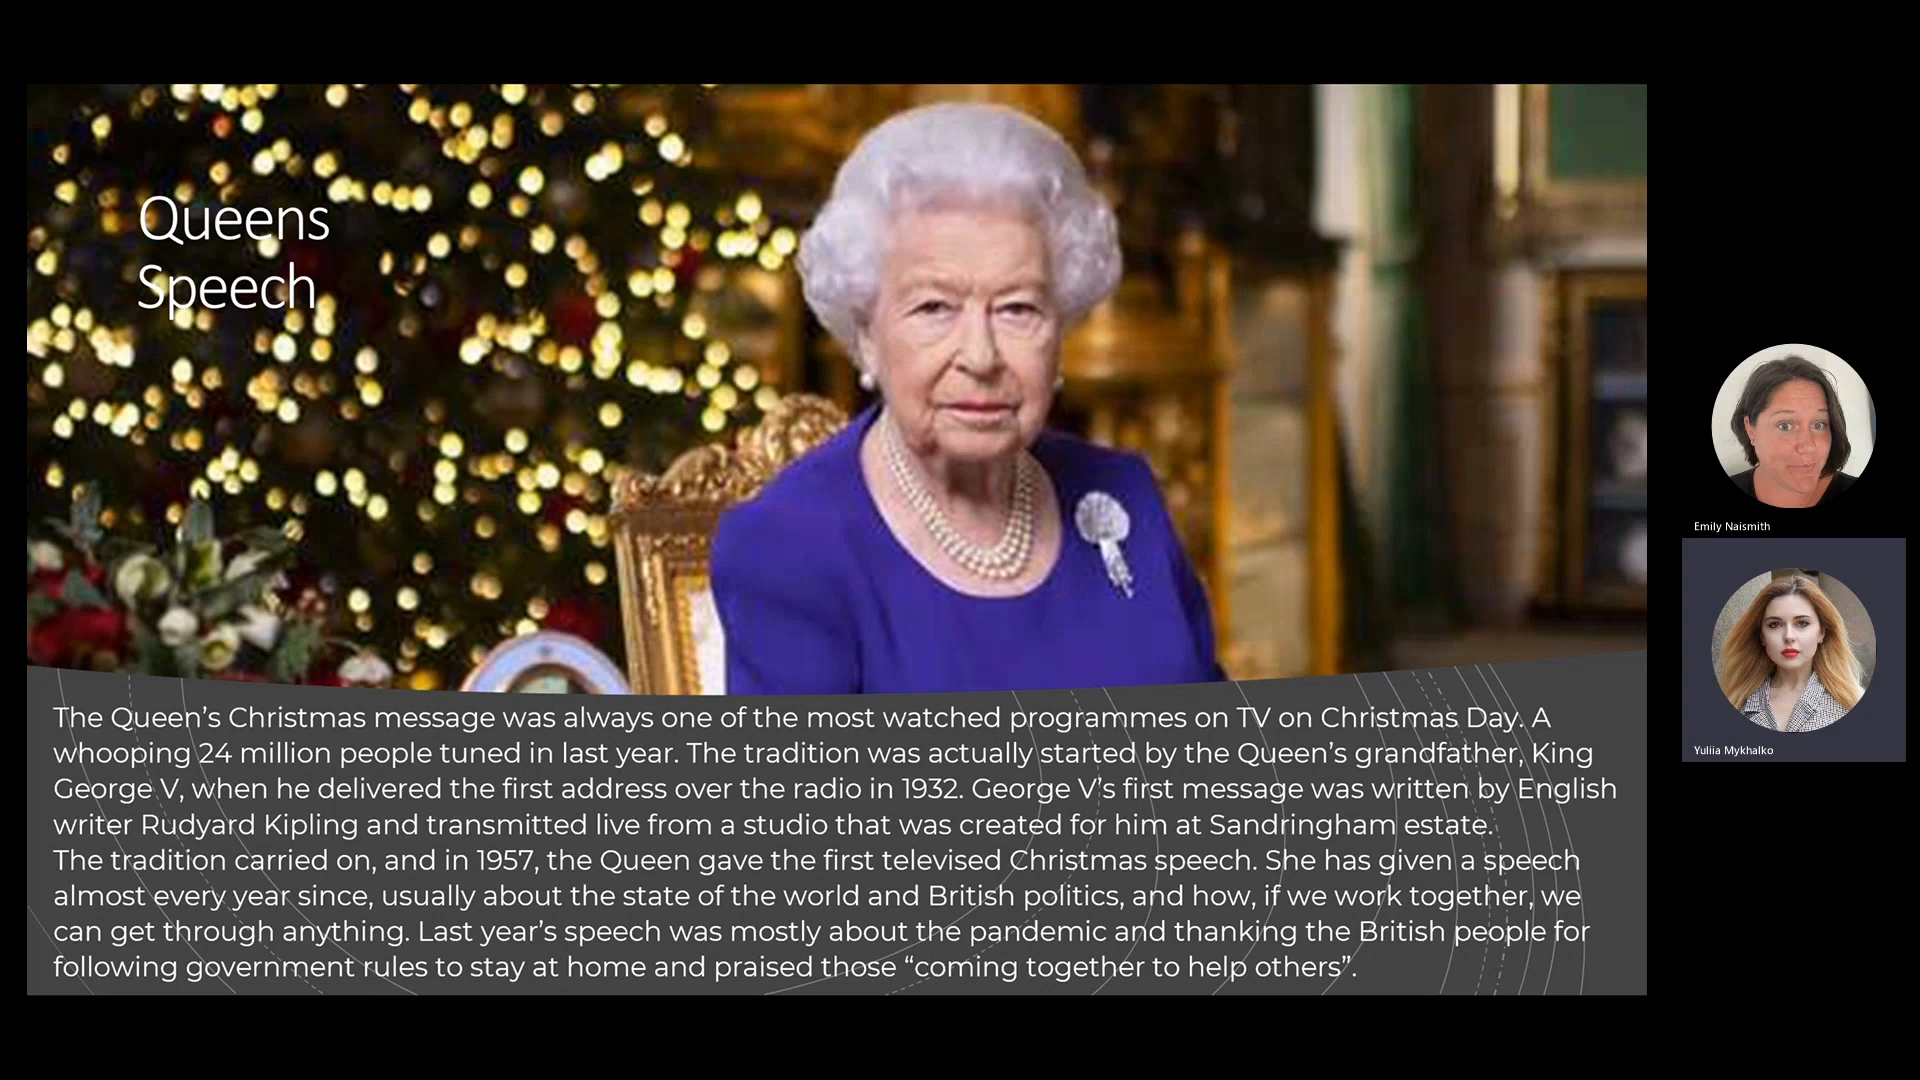 Queens
Speech
The Queen’s Christmas message was always one of the most watched programmes on TV on Christmas Day. A
whooping 24 million people tuned in last year. The tradition was actually started by the Queen’s grandfather, King
George V, when he delivered the first address over the radio in 1932. George V’s first message was written by English
writer Rudyard Kipling and transmitted live from a studio that was created for him at Sandringham estate.
The tradition carried on, and in 1957, the Queen gave the first televised Christmas speech. She has given a speech
almost every year since, usually about the state of the world and British politics, and how, if we work together, we
can get through anything. Last year’s speech was mostly about the pandemic and thanking the British people for
following government rules to stay at home and praised those “coming together to help others”.
Emily Naismith
Yuliia Mykhalko